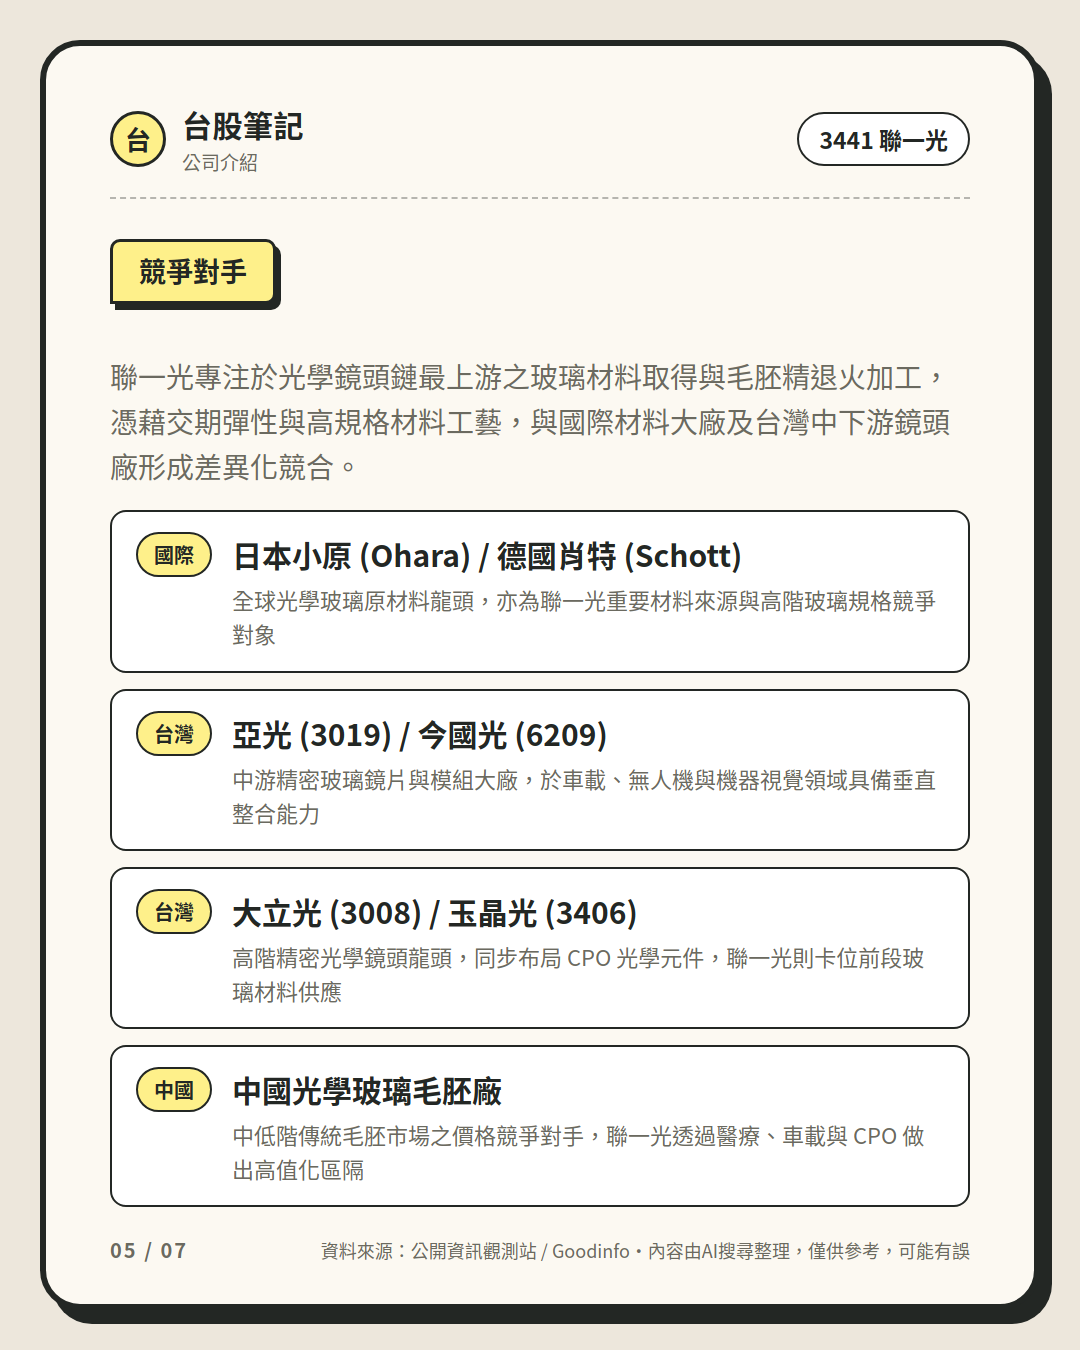 台
台股筆記
公司介紹
3441 聯一光
競爭對手
聯一光專注於光學鏡頭鏈最上游之玻璃材料取得與毛胚精退火加工，
憑藉交期彈性與高規格材料工藝，與國際材料大廠及台灣中下游鏡頭
廠形成差異化競合。
國際
日本小原 (Ohara) / 德國肖特 (Schott)
全球光學玻璃原材料龍頭，亦為聯一光重要材料來源與高階玻璃規格競爭
對象
台灣
亞光 (3019) / 今國光 (6209)
中游精密玻璃鏡片與模組大廠，於車載、無人機與機器視覺領域具備垂直
整合能力
台灣
大立光 (3008) / 玉晶光 (3406)
高階精密光學鏡頭龍頭，同步布局 CPO 光學元件，聯一光則卡位前段玻
璃材料供應
中國
中國光學玻璃毛胚廠
中低階傳統毛胚市場之價格競爭對手，聯一光透過醫療、車載與 CPO 做
出高值化區隔
05 / 07
資料來源：公開資訊觀測站 / Goodinfo・內容由AI搜尋整理，僅供參考，可能有誤